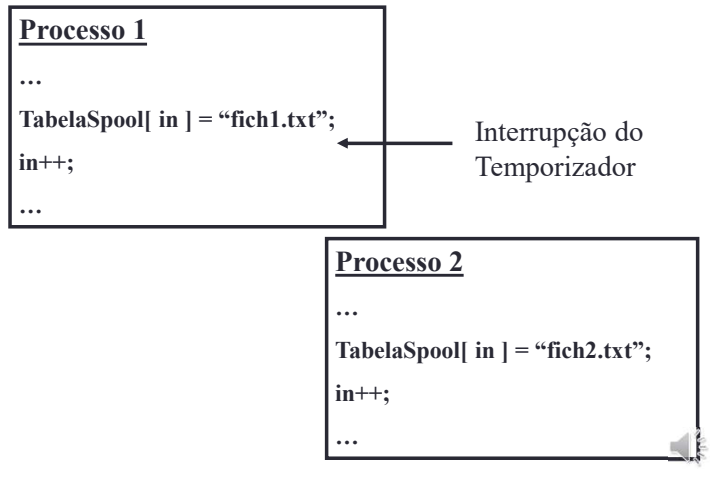 Processo 1
…
TabelaSpool[ in ] = “fich1.txt”;
in++;
…
Interrupção do
Temporizador
Processo 2
…
TabelaSpool[ in ] = “fich2.txt”;
in++;
…